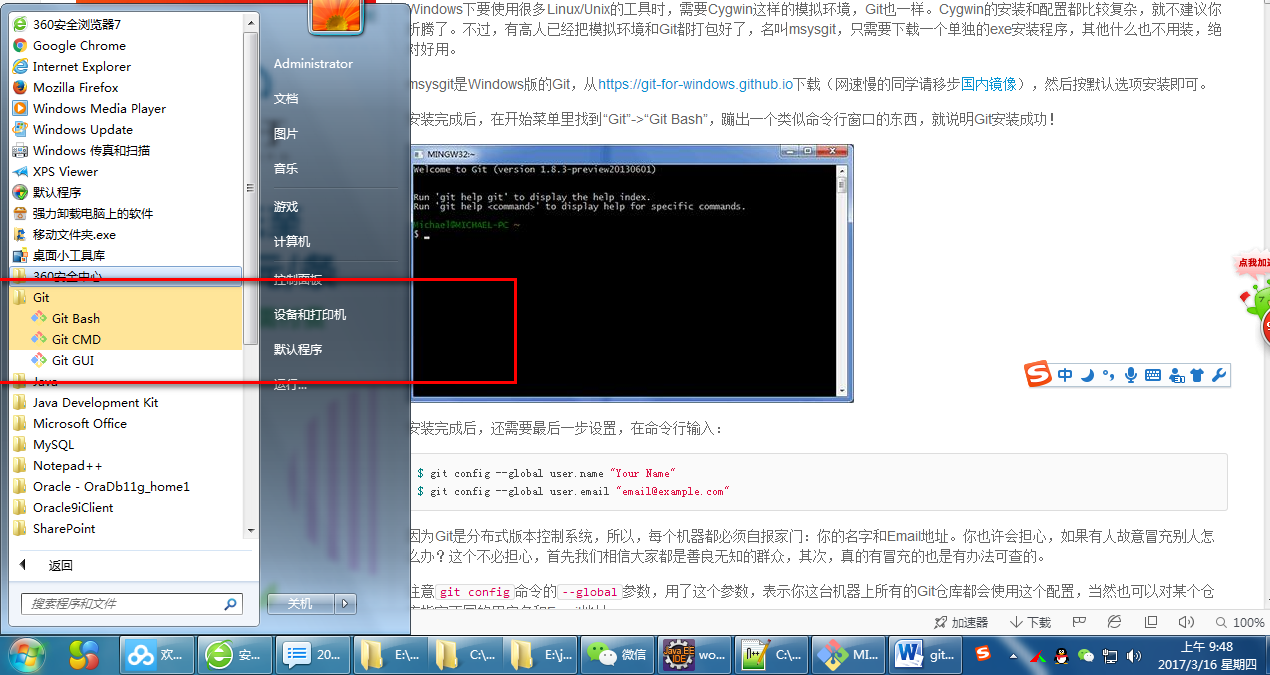 360安全浏览器7
Google Chrome
Internet Explorer
Mozilla Firefox
Windows Media Player
Windows Update
Windows 传真和扫描
XPS Viewer
默认程序
强力卸载电脑上的软件
移动文件夹.exe
桌面小工具库
360安全中心
Git
Git Bash
Git CMD
Git GUI
Java
Java Development Kit
Microsoft Office
MySQL
Notepad++
Oracle - OraDb11g_home1
Oracle9iClient
SharePoint
返回
搜索程序和文件
Administrator
文档
图片
音乐
游戏
计算机
控制面板
设备和打印机
默认程序
运行...
关机
Windows下要使用很多Linux/Unix的工具时，需要Cygwin这样的模拟环境，Git也一样。Cygwin的安装和配置都比较复杂，就不建议你
折腾了。不过，有高人已经把模拟环境和Git都打包好了，名叫msysgit，只需要下载一个单独的exe安装程序，其他什么也不用装，绝
对好用。
msysgit是Windows版的Git，从https://git-for-windows.github.io下载（网速慢的同学请移步国内镜像），然后按默认选项安装即可。
安装完成后，在开始菜单里找到“Git”->“Git Bash”，蹦出一个类似命令行窗口的东西，就说明Git安装成功！
MINGW32:~
Welcome to Git (version 1.8.3-preview20130601)
Run 'git help git' to display the help index.
Run 'git help <command>' to display help for specific commands.
Michael@MICHAEL-PC ~
$
安装完成后，还需要最后一步设置，在命令行输入：
$ git config --global user.name "Your Name"
$ git config --global user.email "email@example.com"
因为Git是分布式版本控制系统，所以，每个机器都必须自报家门：你的名字和Email地址。你也许会担心，如果有人故意冒充别人怎
么办？这个不必担心，首先我们相信大家都是善良无知的群众，其次，真的有冒充的也是有办法可查的。
注意git config命令的--global参数，用了这个参数，表示你这台机器上所有的Git仓库都会使用这个配置，当然也可以对某个仓
点我加速
中
加速器
下载
100%
欢...
安...
20...
E:\...
C:\...
E:\j...
微信
wo...
C:\...
MI...
git...
上午 9:48
2017/3/16 星期四